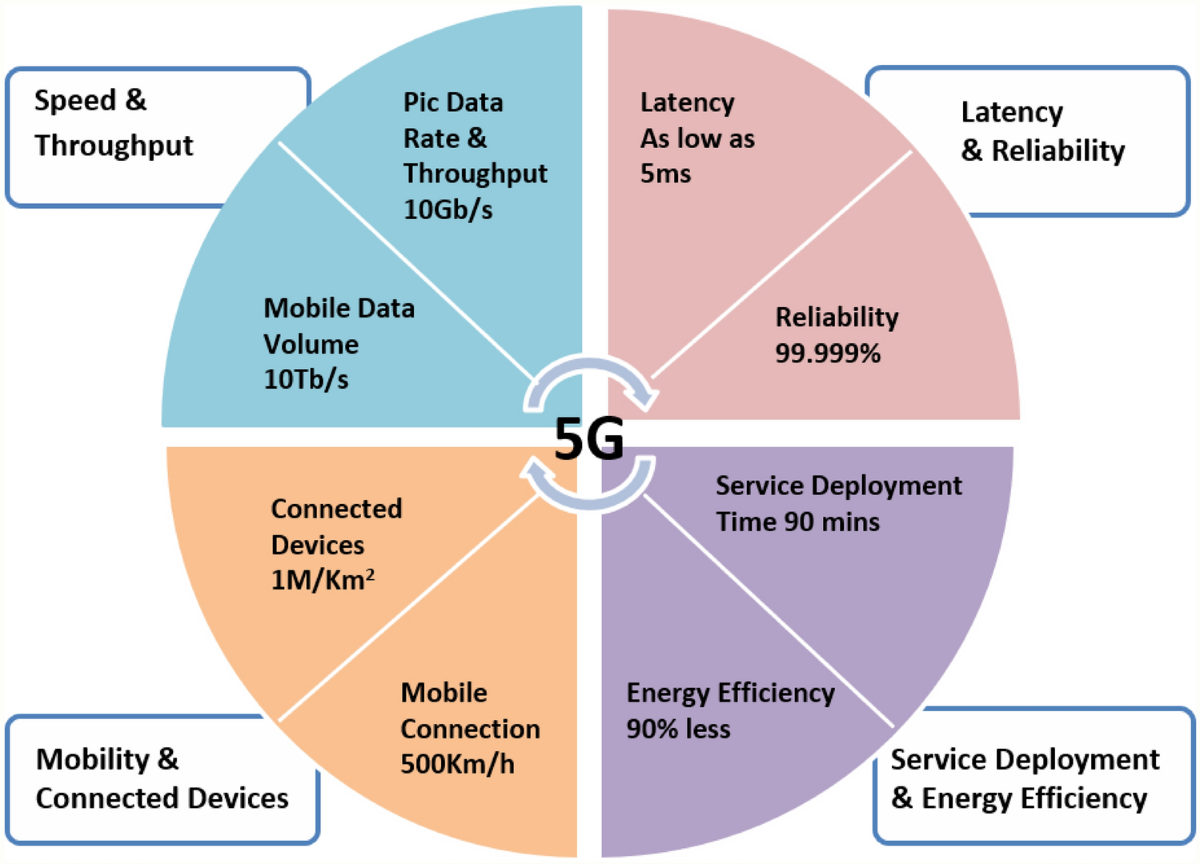 Speed &
Throughput
Pic Data
Rate &
Throughput
10Gb/s
Mobile Data
Volume
10Tb/s
Latency
As low as
5ms
Reliability
99.999%
Latency
& Reliability
5G
Connected
Devices
1M/Km²
Mobile
Connection
500Km/h
Mobility &
Connected Devices
Service Deployment
Time 90 mins
Energy Efficiency
90% less
Service Deployment
& Energy Efficiency